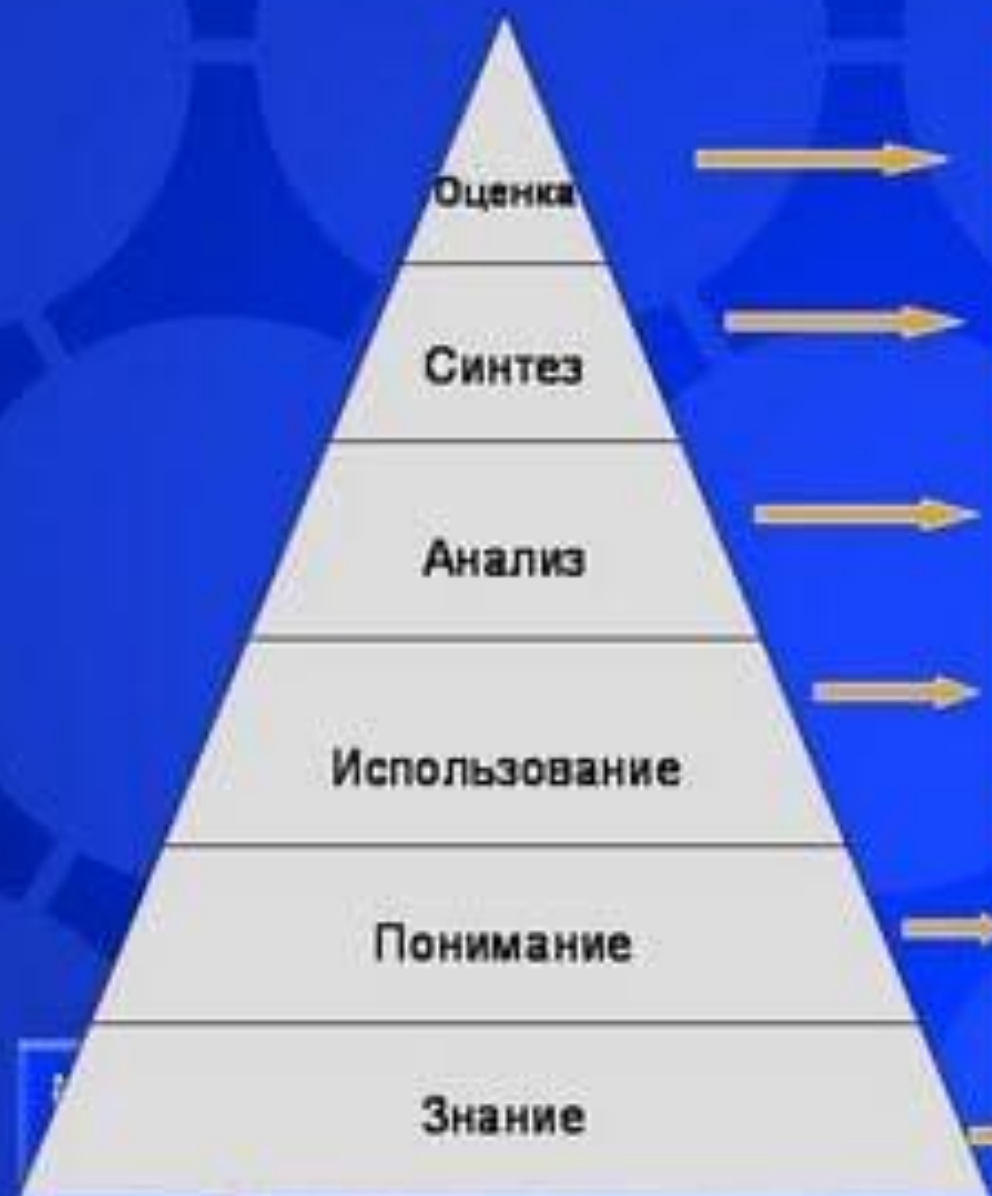 Оценка
Синтез
Анализ
Использование
Понимание
Знание